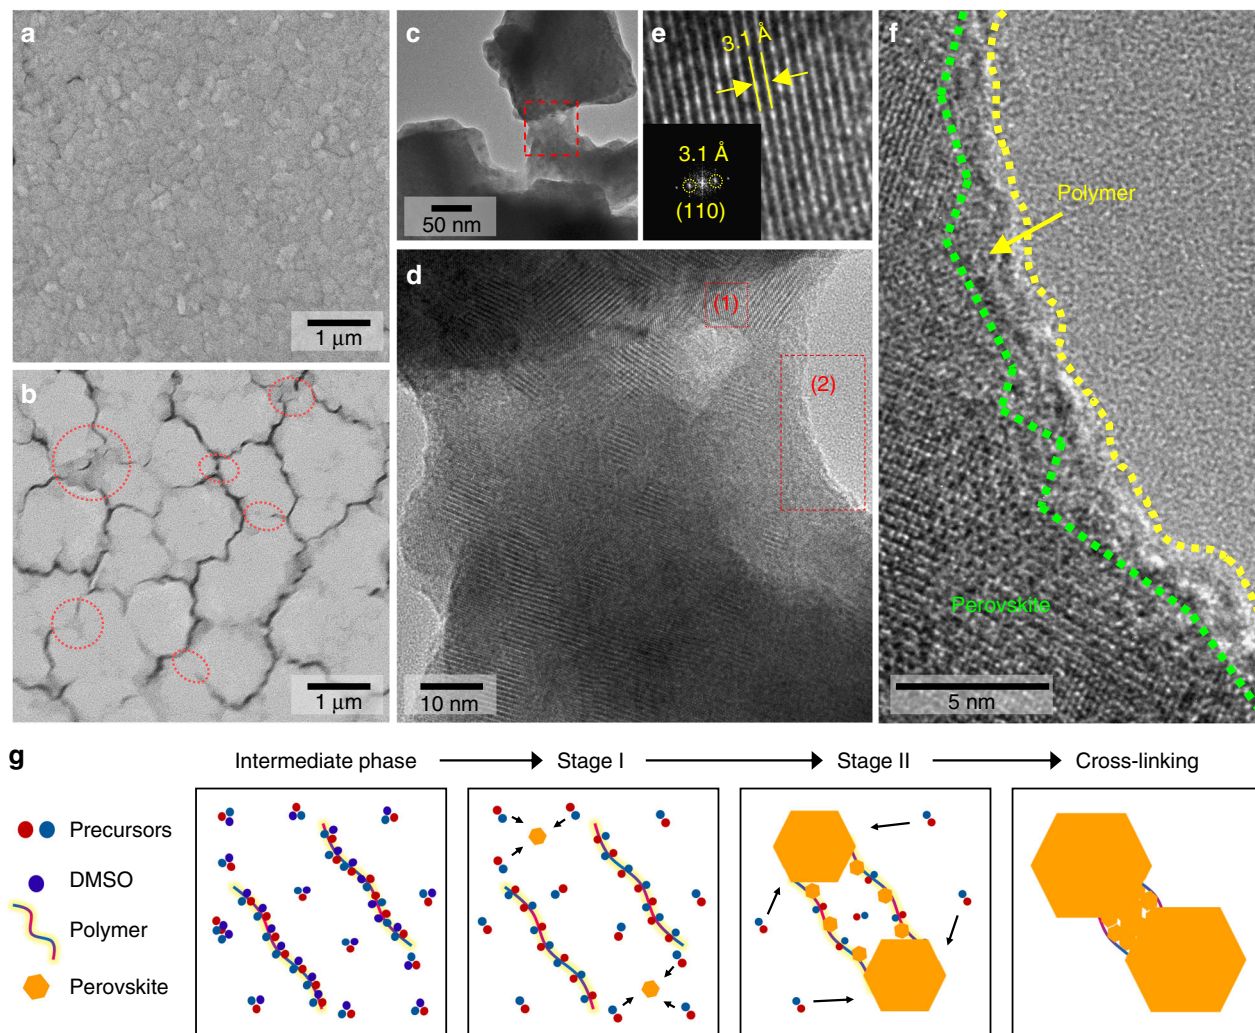 a
1 μm
b
1 μm
c
50 nm
e
3.1 Å
3.1 Å
(110)
d
(1)
(2)
10 nm
f
Polymer
Perovskite
5 nm
g
Intermediate phase
Stage I
Stage II
Cross-linking
Precursors
DMSO
Polymer
Perovskite